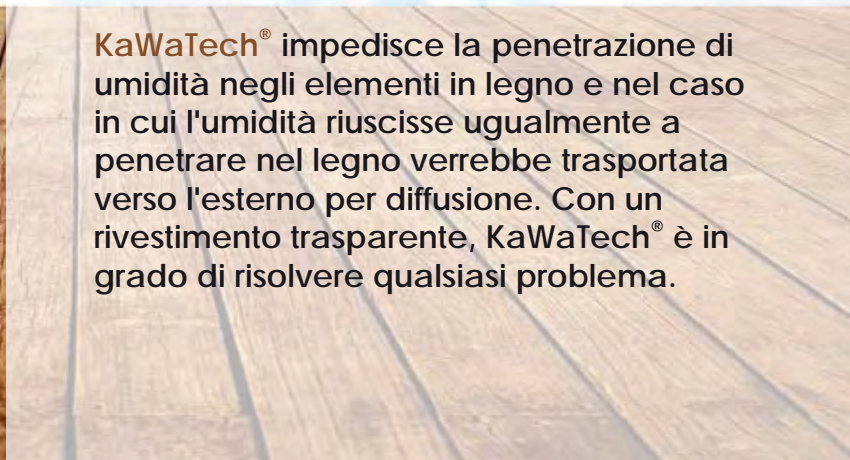 KaWaTech® impedisce la penetrazione di
umidità negli elementi in legno e nel caso
in cui l'umidità riuscisse ugualmente a
penetrare nel legno verrebbe trasportata
verso l'esterno per diffusione. Con un
rivestimento trasparente, KaWaTech® è in
grado di risolvere qualsiasi problema.